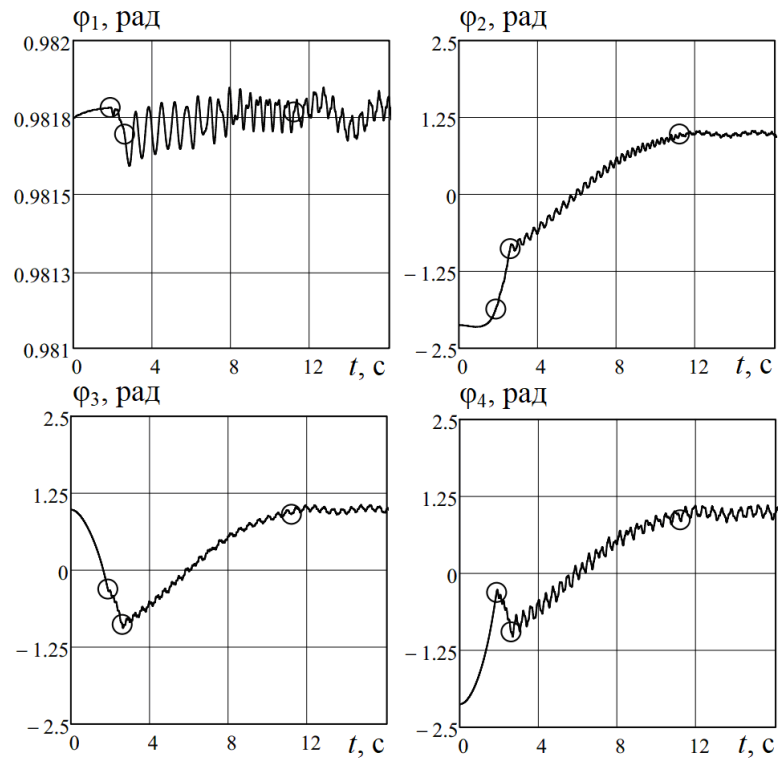 φ1, рад
0.982
0.9818
0.9815
0.9813
0.981
0 4 8 12 t, с
φ2, рад
2.5
1.25
0
− 1.25
− 2.5
0 4 8 12 t, с
φ3, рад
2.5
1.25
0
− 1.25
− 2.5
0 4 8 12 t, с
φ4, рад
2.5
1.25
0
− 1.25
− 2.5
0 4 8 12 t, с